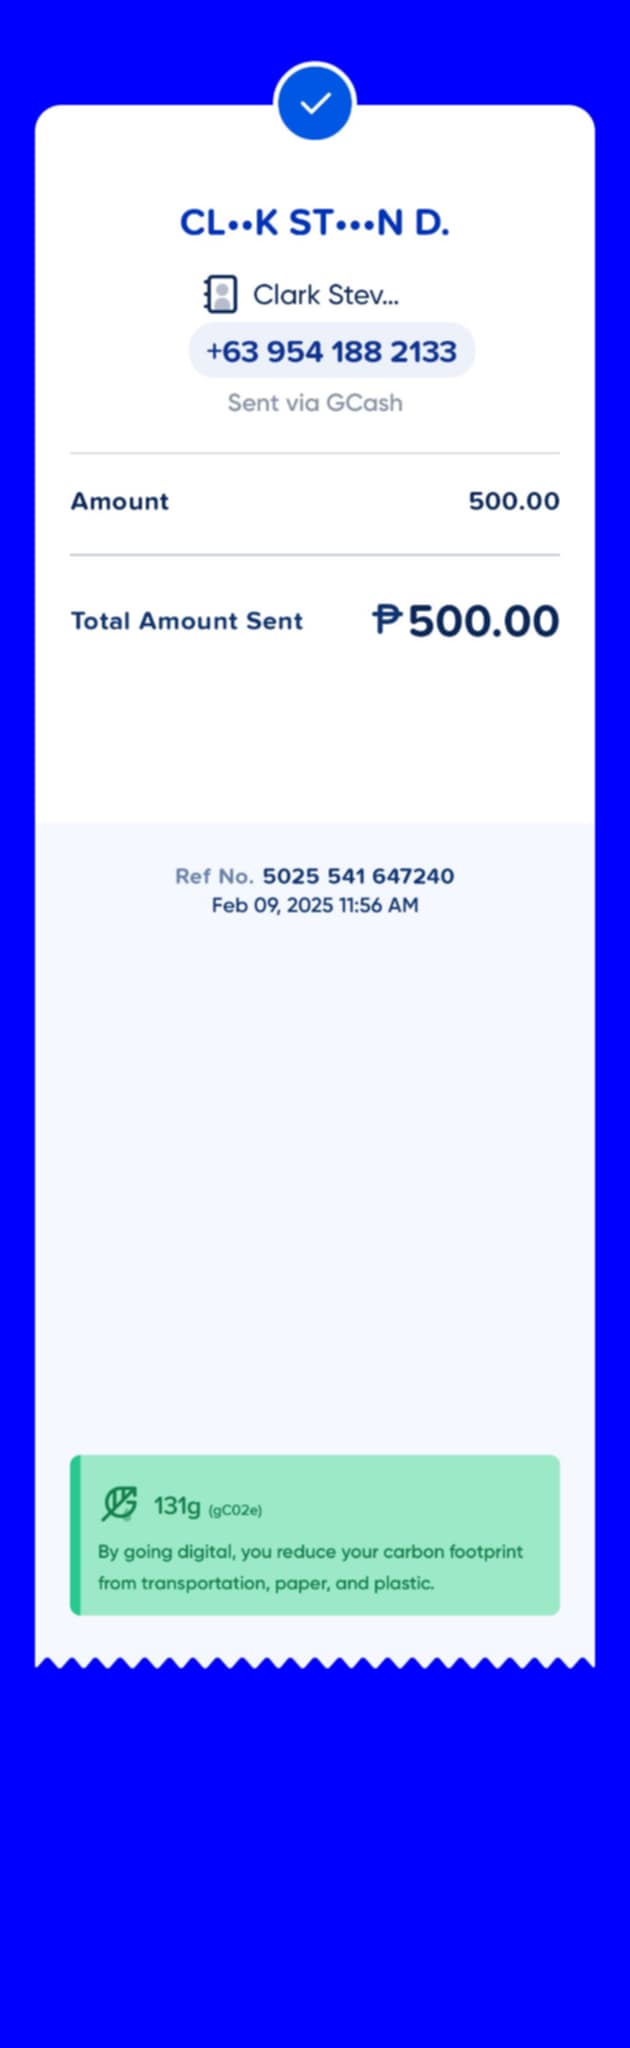 CL••K ST•••N D.
Clark Stev...
+63 954 188 2133
Sent via GCash
Amount 500.00
Total Amount Sent ₱500.00
Ref No. 5025 541 647240
Feb 09, 2025 11:56 AM
131g (gCO2e)
By going digital, you reduce your carbon footprint
from transportation, paper, and plastic.